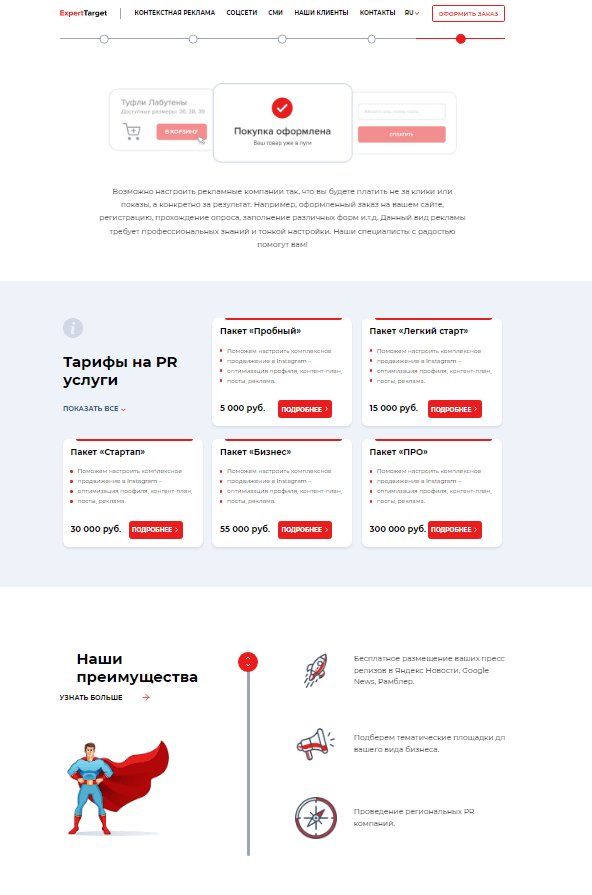 ExpertTarget
КОНТЕКСТНАЯ РЕКЛАМА СОЦСЕТИ СМИ НАШИ КЛИЕНТЫ КОНТАКТЫ RU ОФОРМИТЬ ЗАКАЗ
Туфли Лабутены
Доступные размеры: 36, 38, 39
В КОРЗИНУ
Покупка оформлена
Ваш товар уже в пути
ОПЛАТИТЬ
Возможно настроить рекламные компании так, что вы будете платить не за клики или
показы, а конкретно за результат. Например, оформленный заказ на вашем сайте,
регистрацию, прохождение опроса, заполнение различных форм и.т.д. Данный вид рекламы
требует профессиональных знаний и тонкой настройки. Наши специалисты с радостью
помогут вам!
Тарифы на PR
услуги
ПОКАЗАТЬ ВСЕ
Пакет «Пробный»
Поможем настроить комплексное
продвижение в Instagram –
оптимизация профиля, контент-план,
посты, реклама.
5 000 руб. ПОДРОБНЕЕ
Пакет «Легкий старт»
Поможем настроить комплексное
продвижение в Instagram –
оптимизация профиля, контент-план,
посты, реклама.
15 000 руб. ПОДРОБНЕЕ
Пакет «Стартап»
Поможем настроить комплексное
продвижение в Instagram –
оптимизация профиля, контент-план,
посты, реклама.
30 000 руб. ПОДРОБНЕЕ
Пакет «Бизнес»
Поможем настроить комплексное
продвижение в Instagram –
оптимизация профиля, контент-план,
посты, реклама.
55 000 руб. ПОДРОБНЕЕ
Пакет «ПРО»
Поможем настроить комплексное
продвижение в Instagram –
оптимизация профиля, контент-план,
посты, реклама.
300 000 руб. ПОДРОБНЕЕ
Наши
преимущества
УЗНАТЬ БОЛЬШЕ
Бесплатное размещение ваших пресс
релизов в Яндекс Новости, Google
News, Рамблер.
Подберем тематические площадки дл
вашего вида бизнеса.
Проведение региональных PR
компаний.